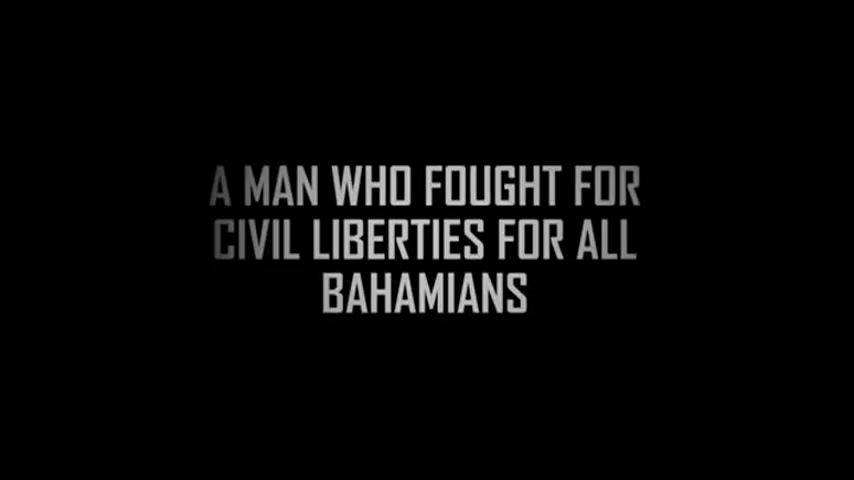 A MAN WHO FOUGHT FOR
CIVIL LIBERTIES FOR ALL
BAHAMIANS